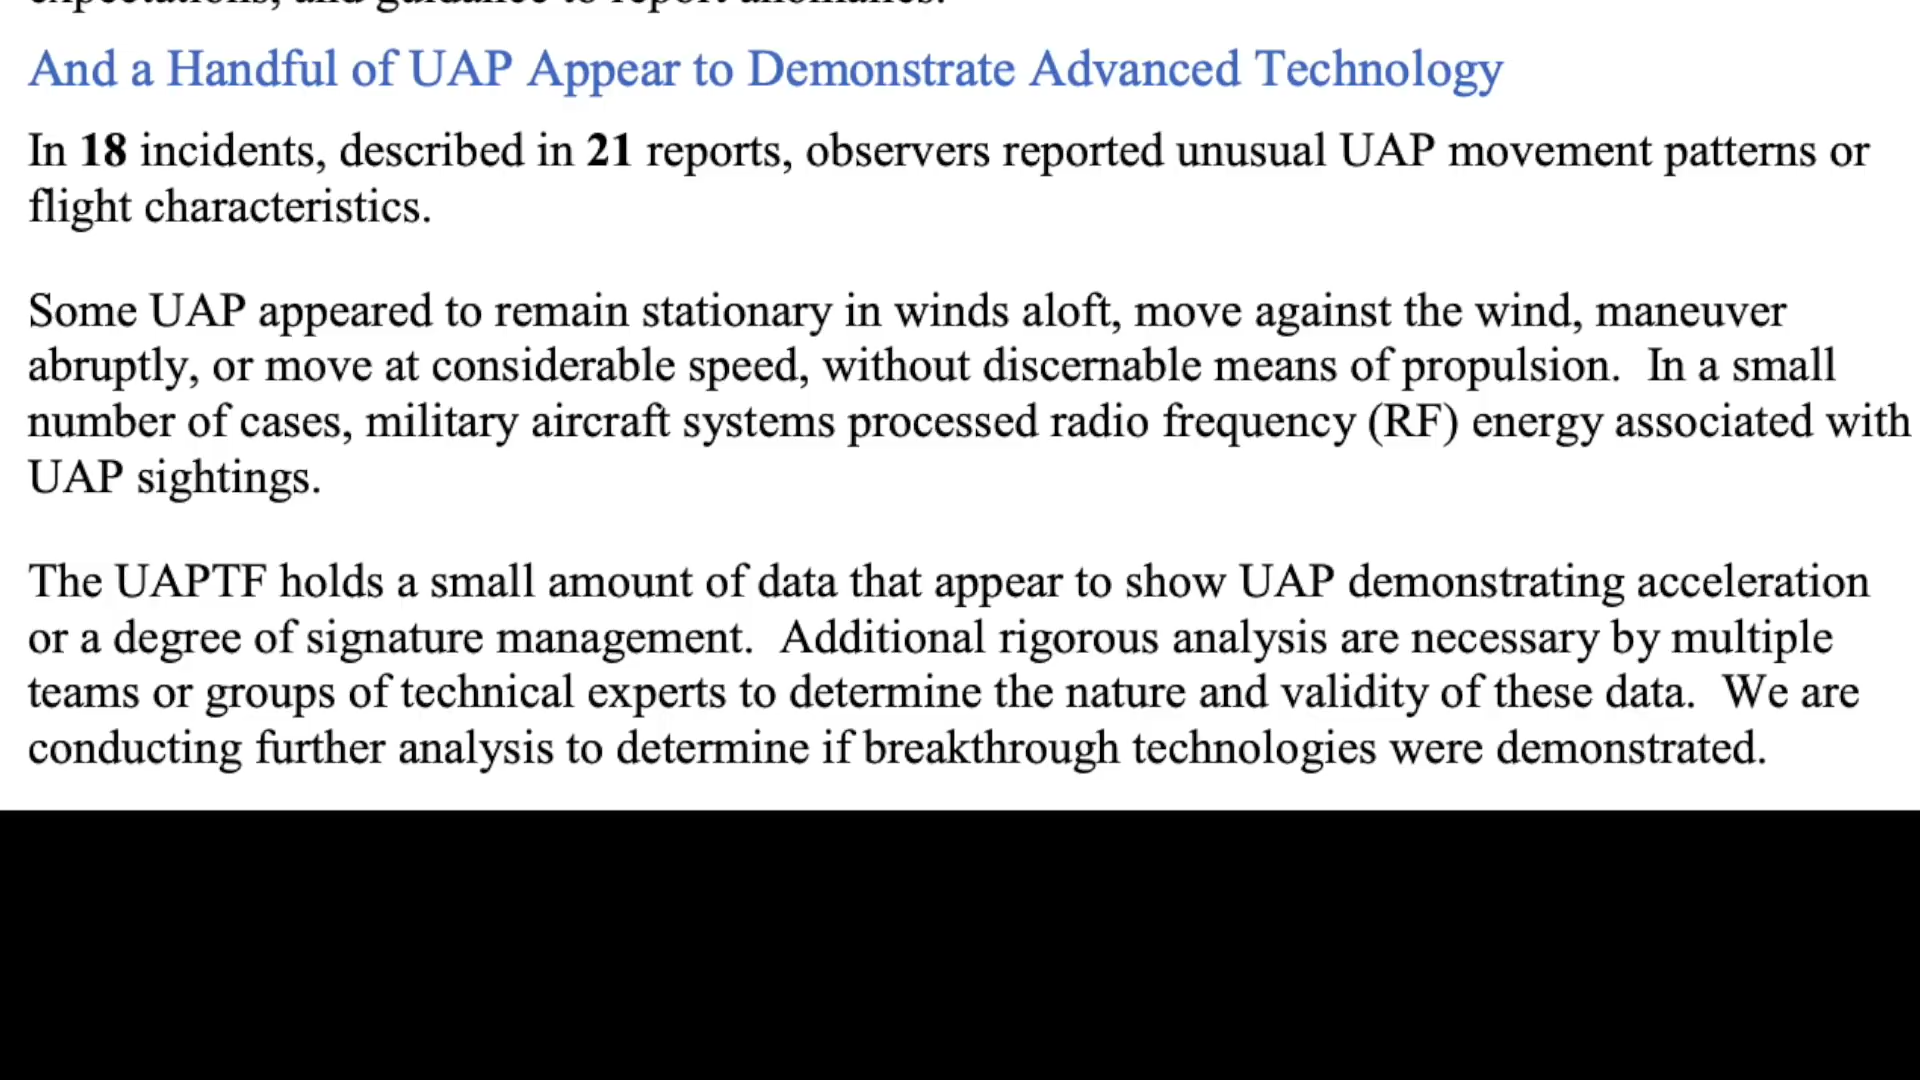 And a Handful of UAP Appear to Demonstrate Advanced Technology
In 18 incidents, described in 21 reports, observers reported unusual UAP movement patterns or
flight characteristics.
Some UAP appeared to remain stationary in winds aloft, move against the wind, maneuver
abruptly, or move at considerable speed, without discernable means of propulsion.  In a small
number of cases, military aircraft systems processed radio frequency (RF) energy associated with
UAP sightings.
The UAPTF holds a small amount of data that appear to show UAP demonstrating acceleration
or a degree of signature management.  Additional rigorous analysis are necessary by multiple
teams or groups of technical experts to determine the nature and validity of these data.  We are
conducting further analysis to determine if breakthrough technologies were demonstrated.